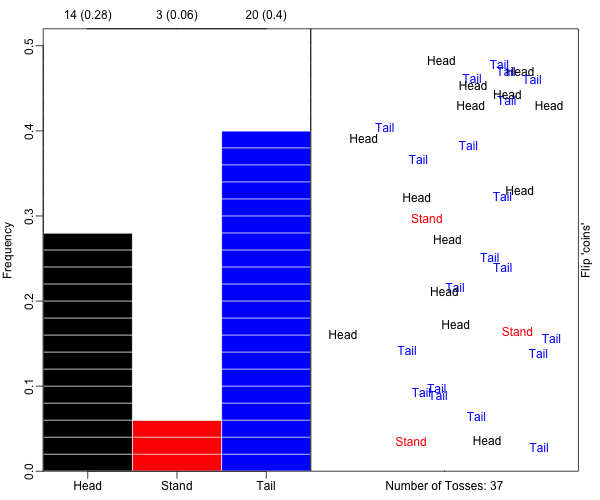 14 (0.28) 3 (0.06) 20 (0.4)
Frequency
0.5
0.4
0.3
0.2
0.1
0.0
Head Stand Tail
Head
Tail
Tail
Head
Tail
Tail
Head
Head
Tail
Head
Head
Tail
Head
Tail
Tail
Head
Head
Tail
Stand
Head
Tail
Tail
Tail
Head
Head
Stand
Head
Tail
Tail
Tail
Tail
Tail
Tail
Tail
Stand
Head
Tail
Number of Tosses: 37
Flip 'coins'